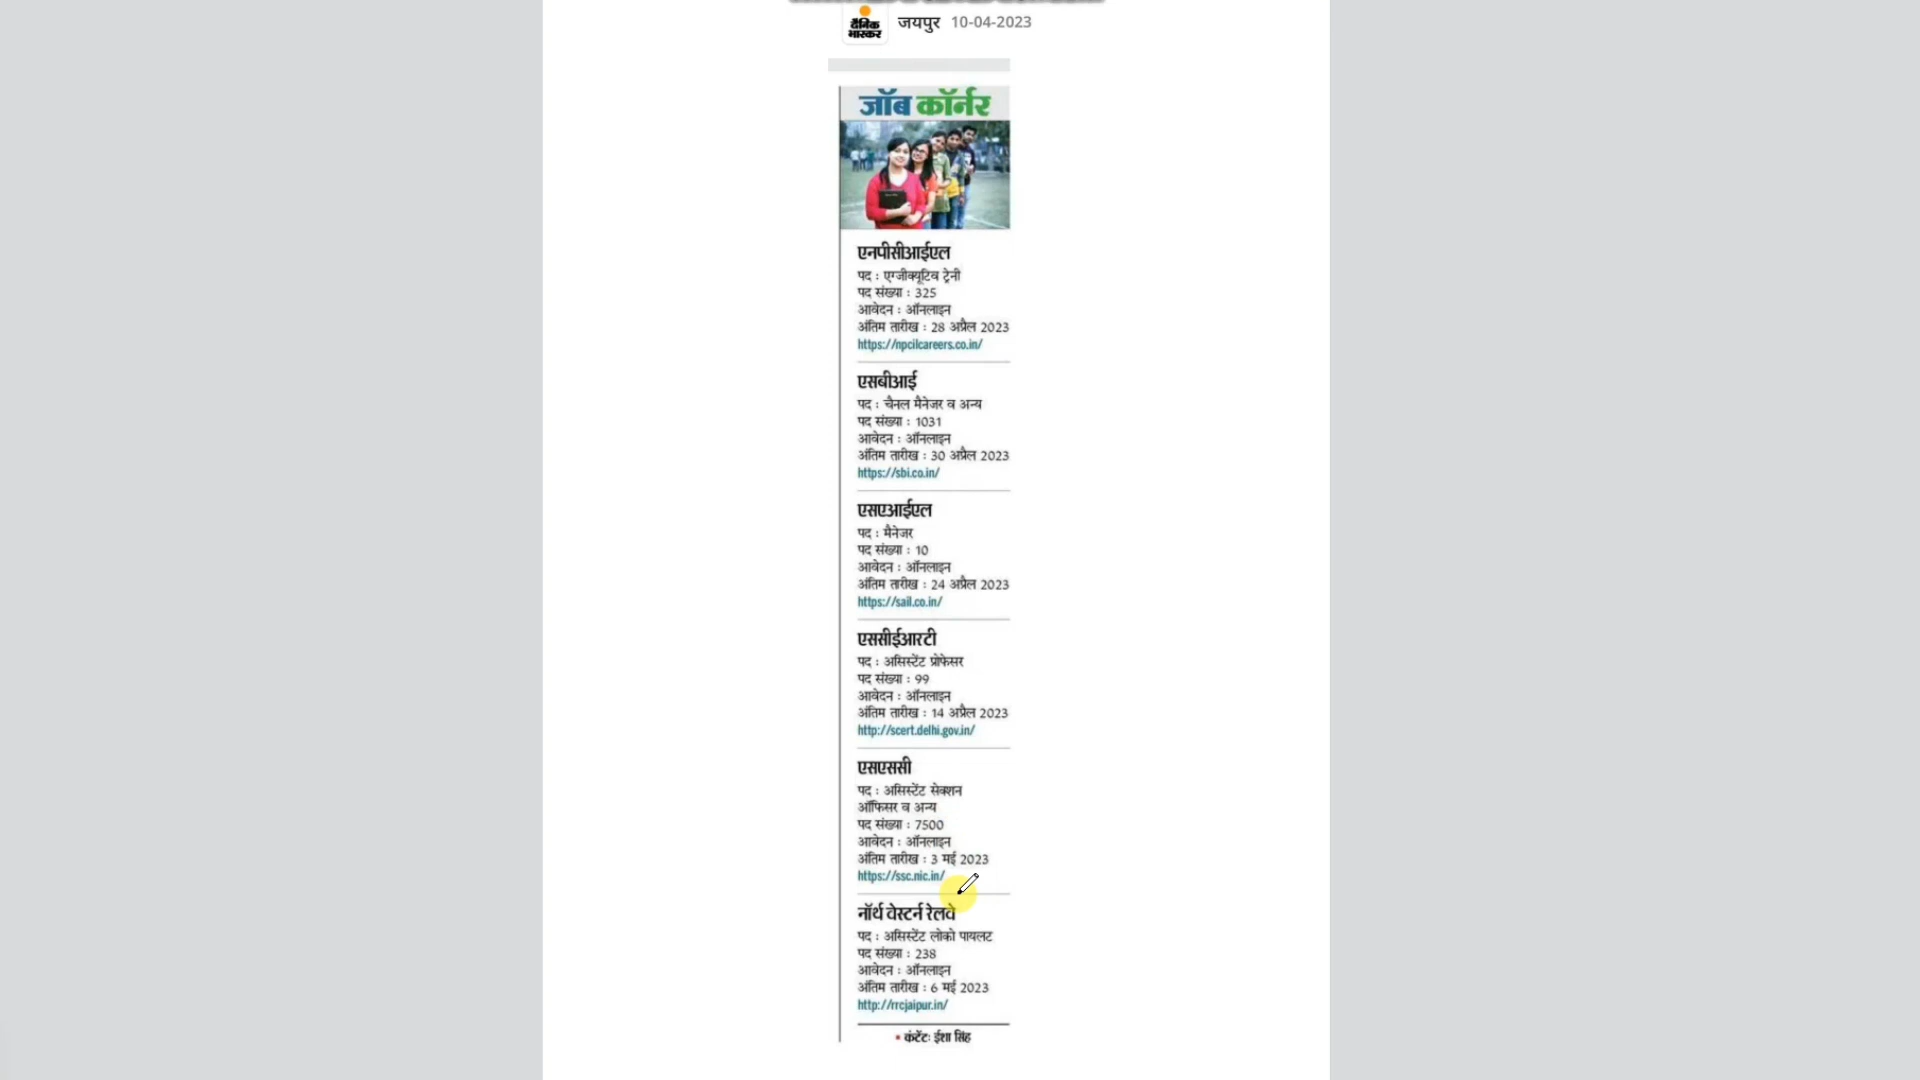 दैनिक
भास्कर
जयपुर 10-04-2023
जॉब कॉर्नर
एनपीसीआईएल
पद : एग्जीक्यूटिव ट्रेनी
पद संख्या : 325
आवेदन : ऑनलाइन
अंतिम तारीख : 28 अप्रैल 2023
https://npcilcareers.co.in/
एसबीआई
पद : चैनल मैनेजर व अन्य
पद संख्या : 1031
आवेदन : ऑनलाइन
अंतिम तारीख : 30 अप्रैल 2023
https://sbi.co.in/
एसएआईएल
पद : मैनेजर
पद संख्या : 10
आवेदन : ऑनलाइन
अंतिम तारीख : 24 अप्रैल 2023
https://sail.co.in/
एससीईआरटी
पद : असिस्टेंट प्रोफेसर
पद संख्या : 99
आवेदन : ऑनलाइन
अंतिम तारीख : 14 अप्रैल 2023
http://scert.delhi.gov.in/
एसएससी
पद : असिस्टेंट सेक्शन
ऑफिसर व अन्य
पद संख्या : 7500
आवेदन : ऑनलाइन
अंतिम तारीख : 3 मई 2023
https://ssc.nic.in/
नॉर्थ वेस्टर्न रेलवे
पद : असिस्टेंट लोको पायलट
पद संख्या : 238
आवेदन : ऑनलाइन
अंतिम तारीख : 6 मई 2023
http://rrcjaipur.in/
• कंटेंट: ईशा सिंह